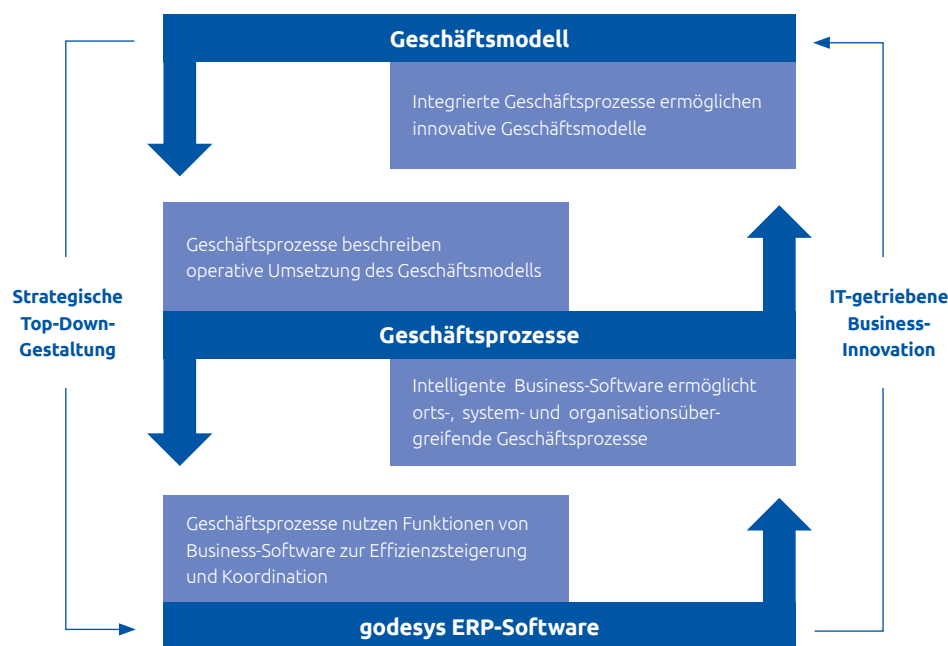 Geschäftsmodell
Integrierte Geschäftsprozesse ermöglichen
innovative Geschäftsmodelle
Geschäftsprozesse beschreiben
operative Umsetzung des Geschäftsmodells
Strategische
Top-Down-
Gestaltung
IT-getriebene
Business-
Innovation
Geschäftsprozesse
Intelligente Business-Software ermöglicht
orts-, system- und organisationsüber-
greifende Geschäftsprozesse
Geschäftsprozesse nutzen Funktionen von
Business-Software zur Effizienzsteigerung
und Koordination
godesys ERP-Software